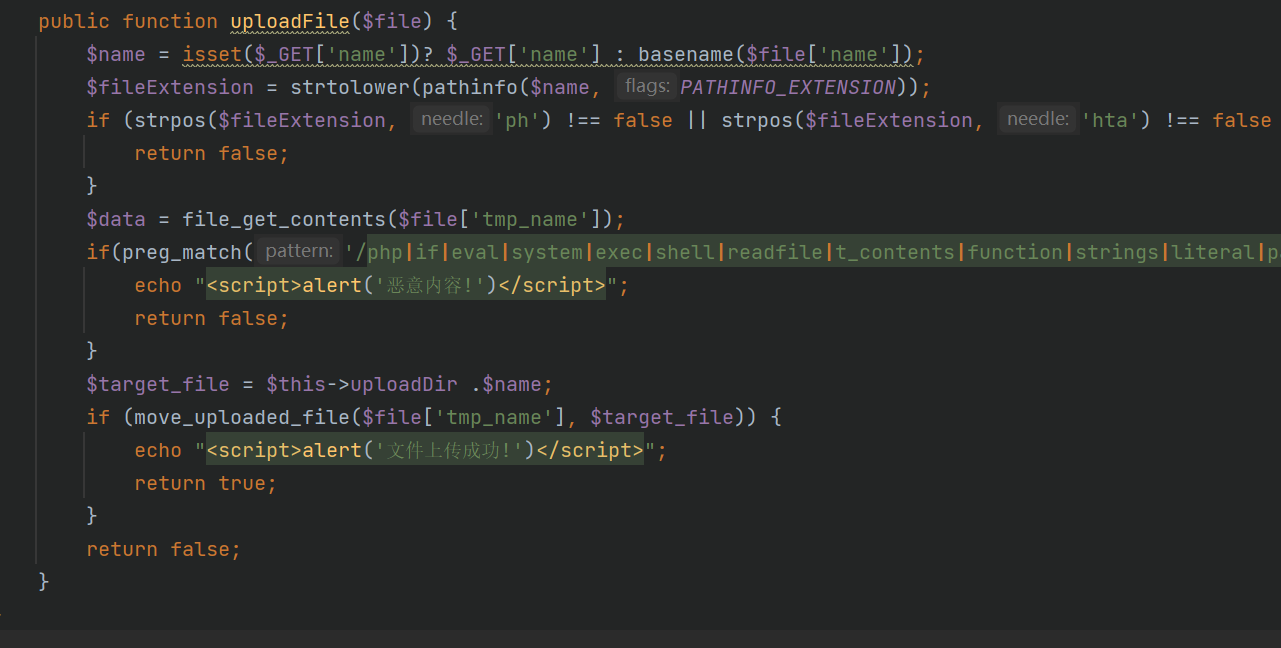 public function uploadFile($file) {
$name = isset($_GET['name'])? $_GET['name'] : basename($file['name']);
$fileExtension = strtolower(pathinfo($name, flags: PATHINFO_EXTENSION));
if (strpos($fileExtension, needle: 'ph') !== false || strpos($fileExtension, needle: 'hta') !== false
return false;
}
$data = file_get_contents($file['tmp_name']);
if(preg_match( pattern: '/php|if|eval|system|exec|shell|readfile|t_contents|function|strings|literal|p
echo "<script>alert('恶意内容!')</script>";
return false;
}
$target_file = $this->uploadDir .$name;
if (move_uploaded_file($file['tmp_name'], $target_file)) {
echo "<script>alert('文件上传成功!')</script>";
return true;
}
return false;
}